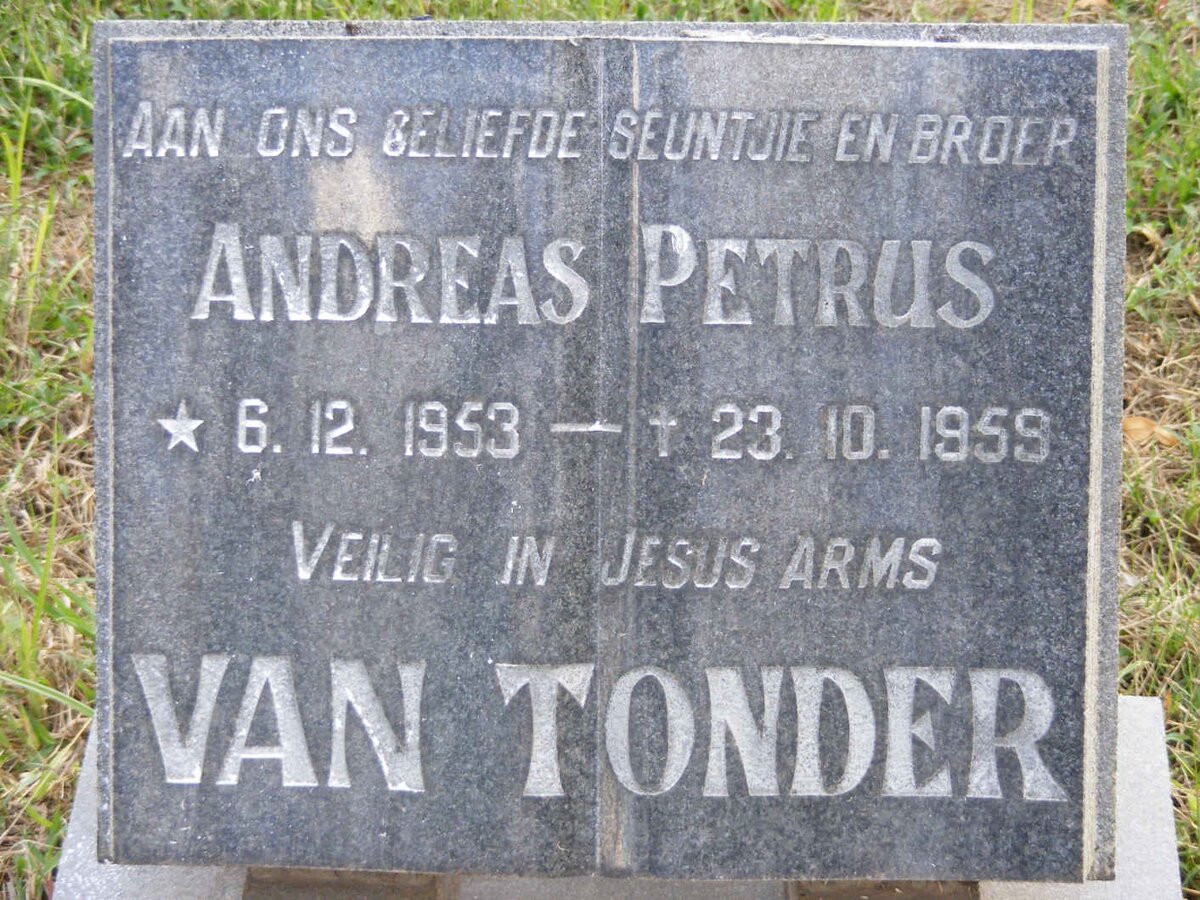 AAN ONS GELIEFDE SEUNTJIE EN BROER
ANDREAS PETRUS
★ 6. 12. 1953 — † 23. 10. 1959
VEILIG IN JESUS ARMS
VAN TONDER